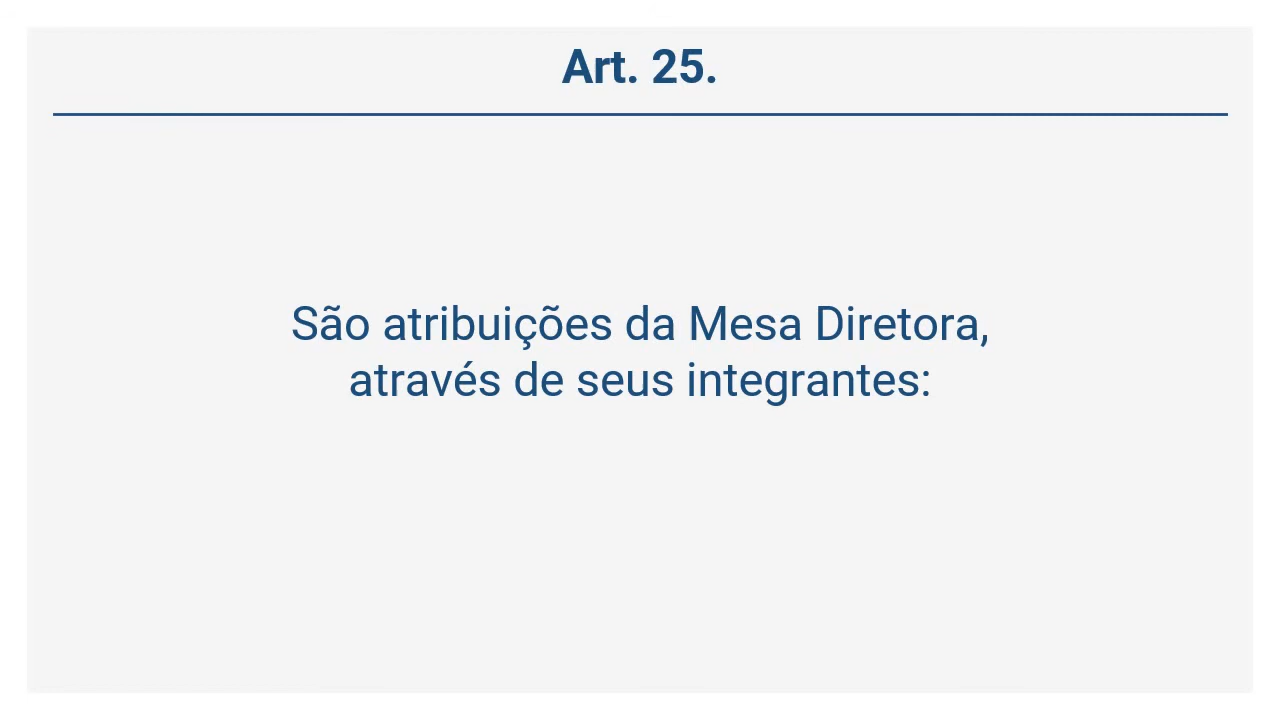 Art. 25.
São atribuições da Mesa Diretora,
através de seus integrantes: